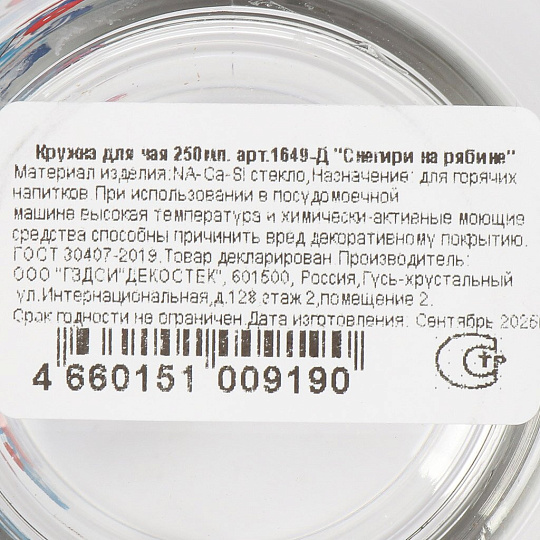 Кружка для чая 250мл. арт.1649-Д "Снегири на рябине"
Материал изделия:NA-Ca-SI стекло,Назначение: для горячих
напитков.При использовании в посудомоечной
машине высокая температура и химически-активные моющие
средства способны причинить вред декоративному покрытию.
ГОСТ 30407-2019.Товар декларирован Производитель:
ООО "ГЗДСИ"ДЕКОСТЕК", 601500, Россия,Гусь-хрустальный
ул.Интернациональная,д.128 этаж 2,помещение 2.
Срок годности не ограничен.Дата изготовления: Сентябрь 2025
4 660151 009190
СТР